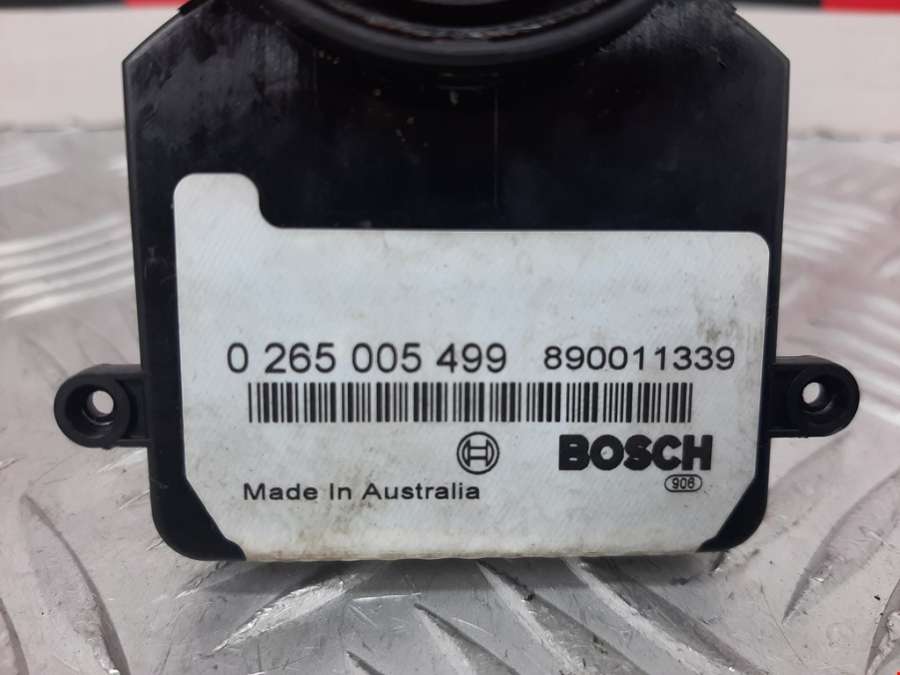 0 265 005 499 890011339
BOSCH
906
Made In Australia